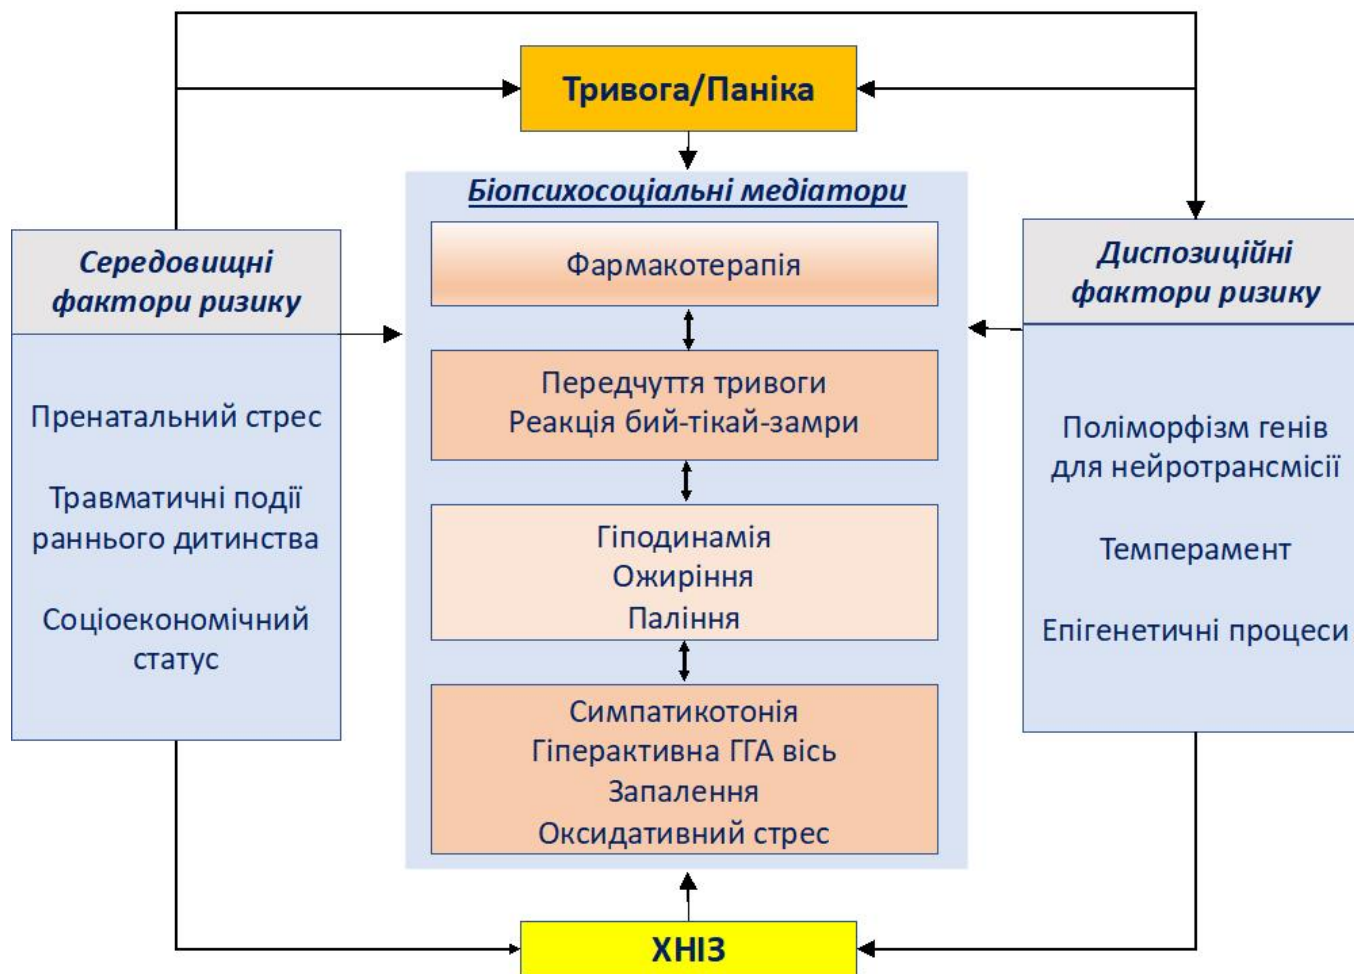 Тривога/Паніка
Біопсихосоціальні медіатори
Фармакотерапія
Передчуття тривоги
Реакція бий-тікай-замри
Гіподинамія
Ожиріння
Паління
Симпатикотонія
Гіперактивна ГГА вісь
Запалення
Оксидативний стрес
Середовищні
фактори ризику
Пренатальний стрес
Травматичні події
раннього дитинства
Соціоекономічний
статус
Диспозиційні
фактори ризику
Поліморфізм генів
для нейротрансмісії
Темперамент
Епігенетичні процеси
ХНІЗ